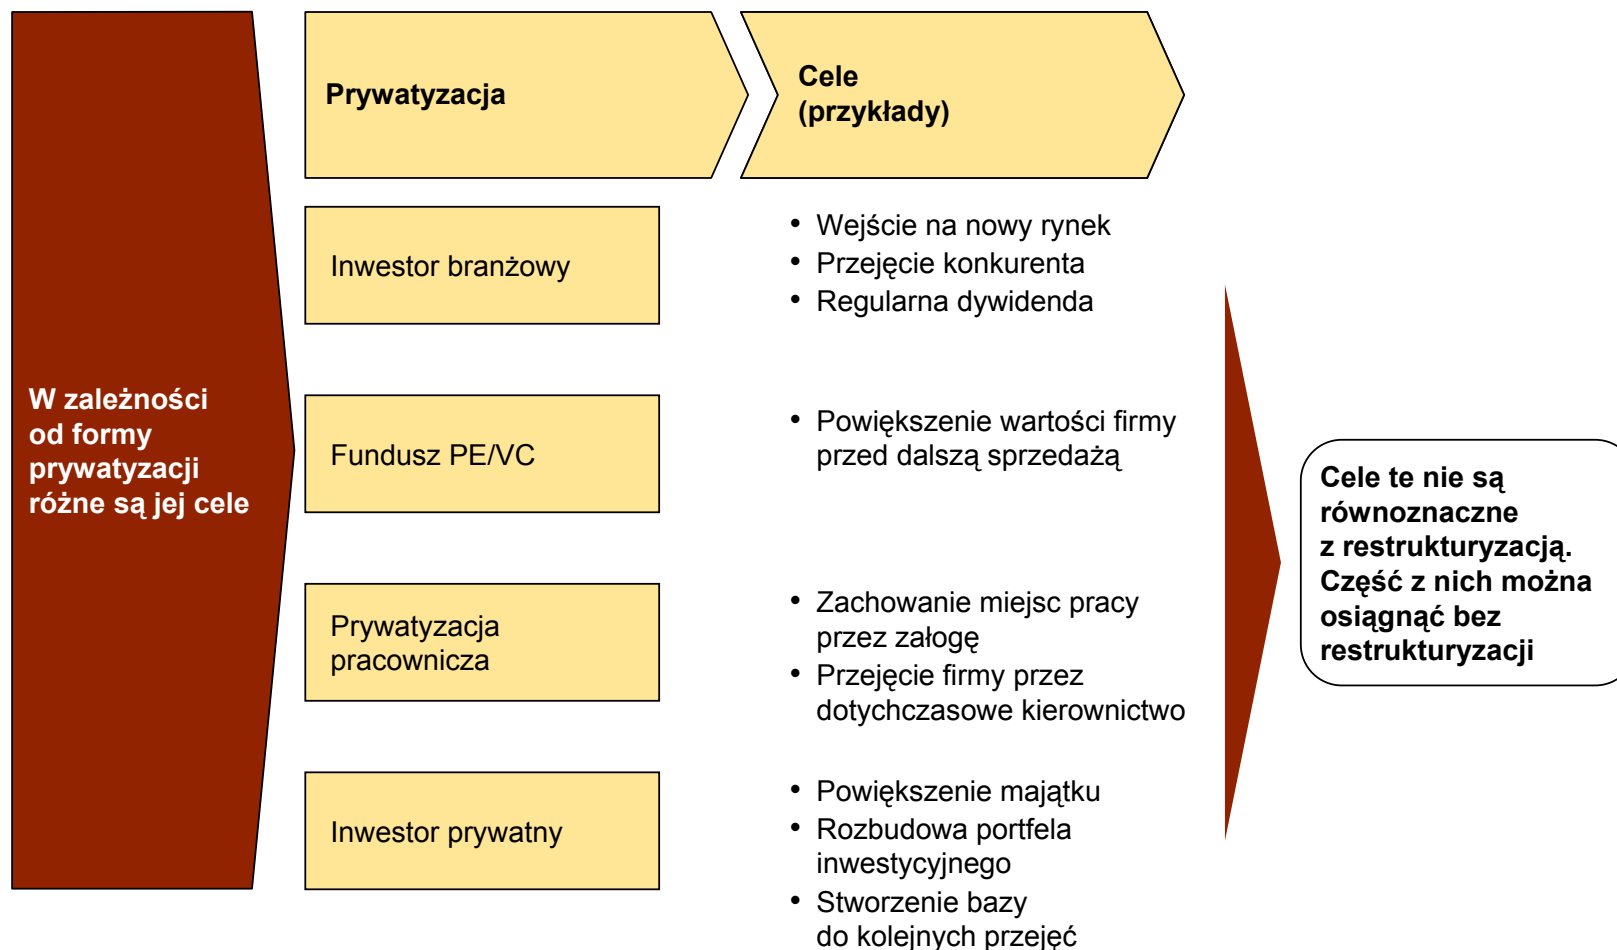 W zależności
od formy
prywatyzacji
różne są jej cele
Prywatyzacja
Cele
(przykłady)
Inwestor branżowy
• Wejście na nowy rynek
• Przejęcie konkurenta
• Regularna dywidenda
Fundusz PE/VC
• Powiększenie wartości firmy
przed dalszą sprzedażą
Prywatyzacja
pracownicza
• Zachowanie miejsc pracy
przez załogę
• Przejęcie firmy przez
dotychczasowe kierownictwo
Inwestor prywatny
• Powiększenie majątku
• Rozbudowa portfela
inwestycyjnego
• Stworzenie bazy
do kolejnych przejęć
Cele te nie są
równoznaczne
z restrukturyzacją.
Część z nich można
osiągnąć bez
restrukturyzacji